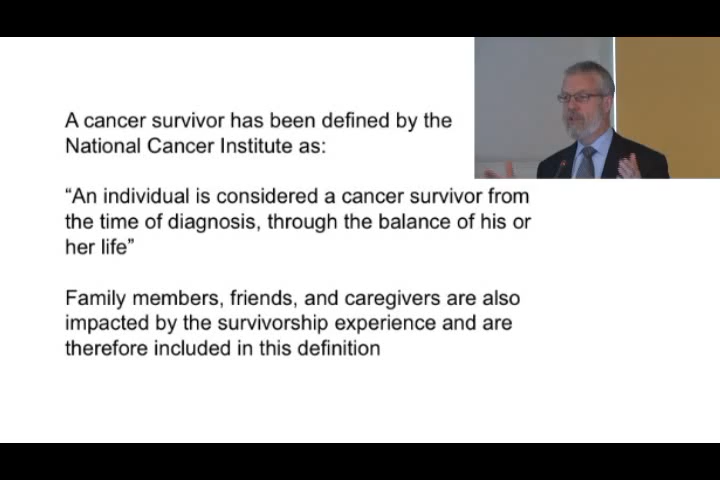 A cancer survivor has been defined by the
National Cancer Institute as:
“An individual is considered a cancer survivor from
the time of diagnosis, through the balance of his or
her life”
Family members, friends, and caregivers are also
impacted by the survivorship experience and are
therefore included in this definition